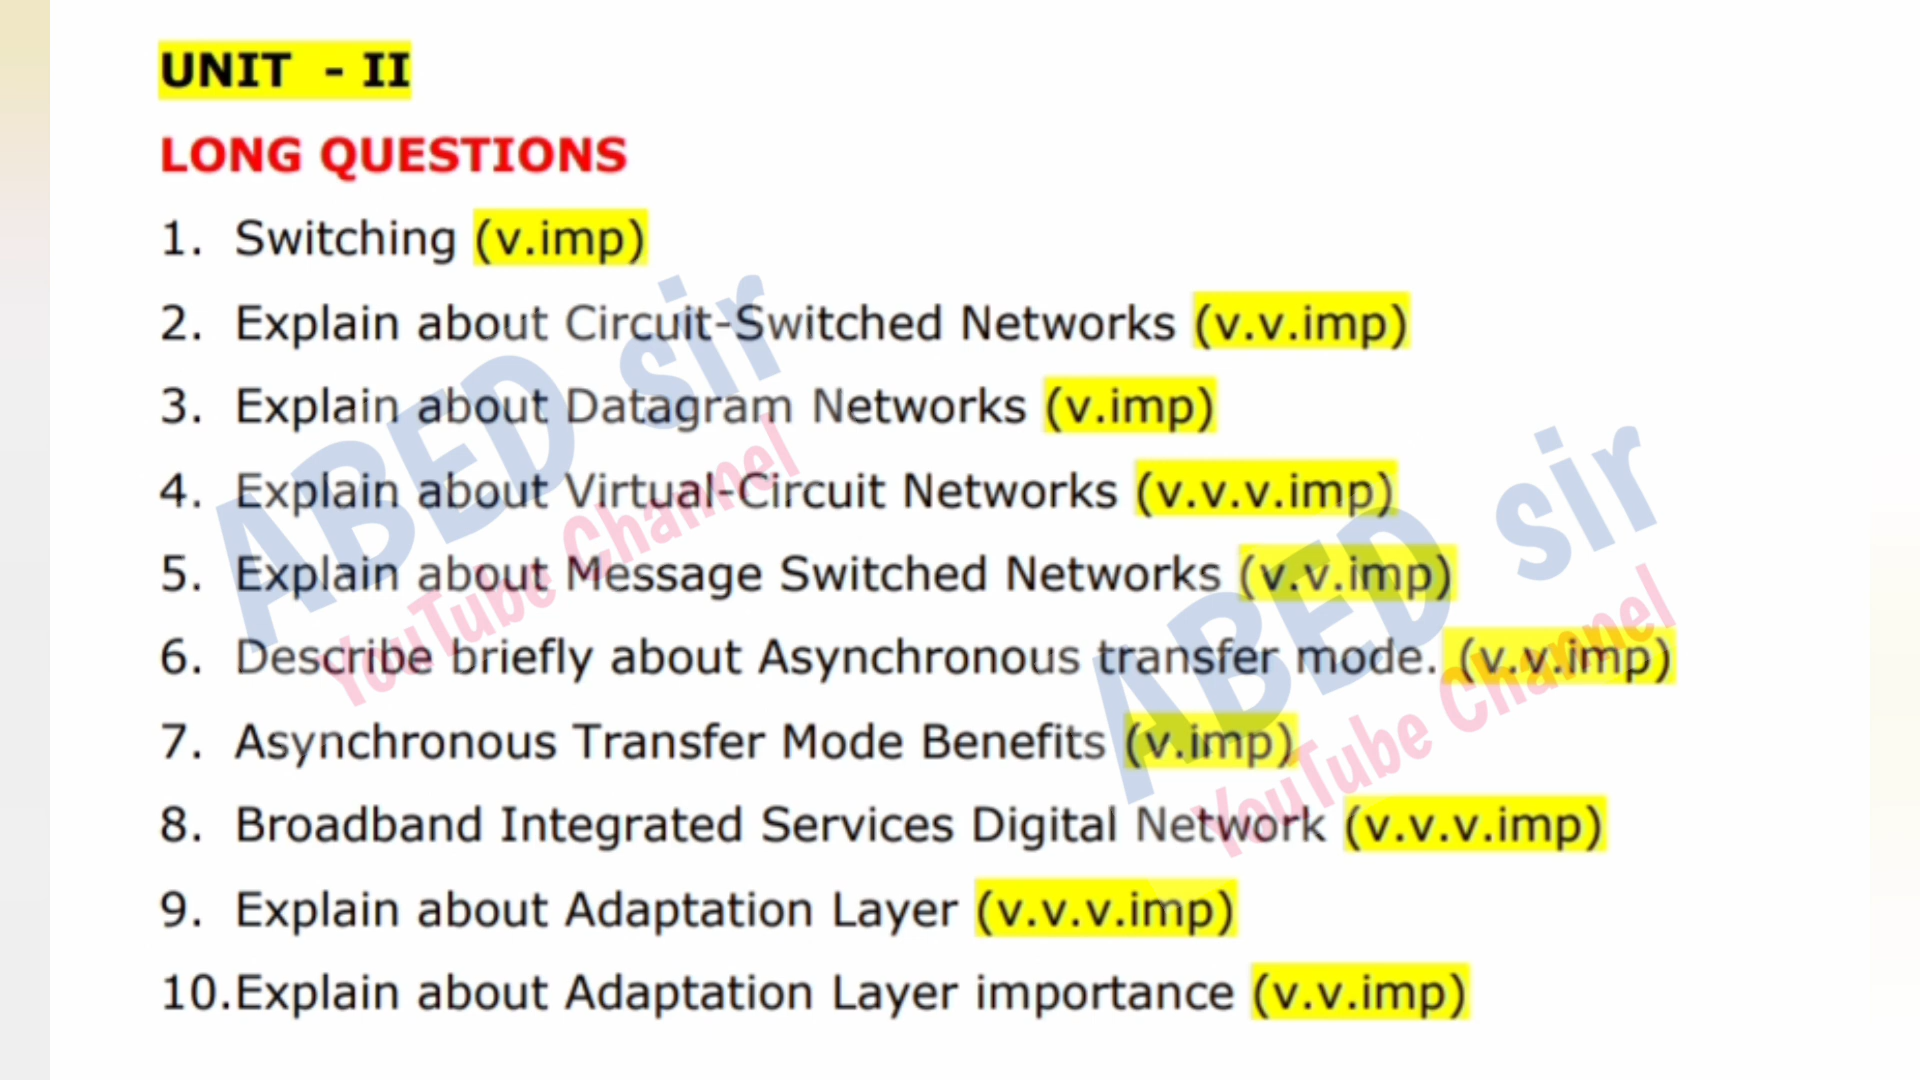 UNIT - II
LONG QUESTIONS
1. Switching (v.imp)
2. Explain about Circuit-Switched Networks (v.v.imp)
3. Explain about Datagram Networks (v.imp)
4. Explain about Virtual-Circuit Networks (v.v.v.imp)
5. Explain about Message Switched Networks (v.v.imp)
6. Describe briefly about Asynchronous transfer mode. (v.v.imp)
7. Asynchronous Transfer Mode Benefits (v.imp)
8. Broadband Integrated Services Digital Network (v.v.v.imp)
9. Explain about Adaptation Layer (v.v.v.imp)
10.Explain about Adaptation Layer importance (v.v.imp)
ABED sir
YouTube Channel
ABED sir
YouTube Channel